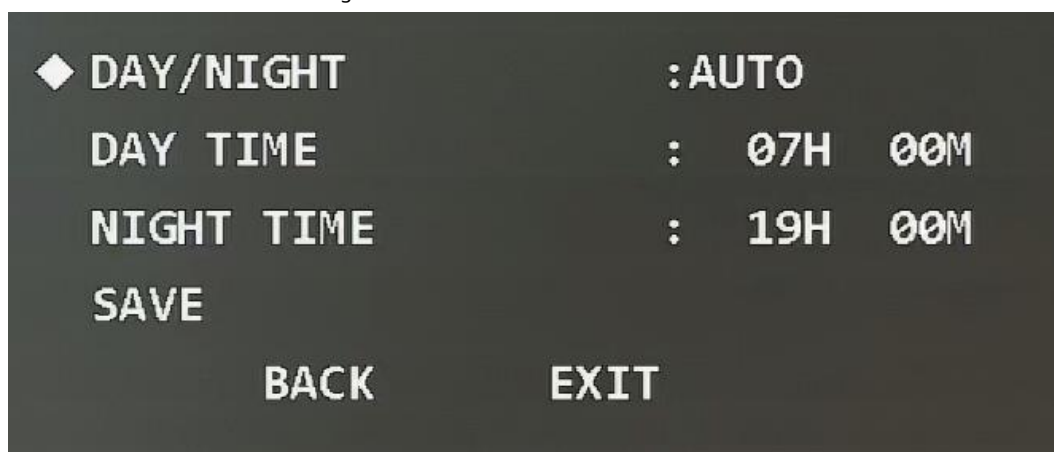 DAY/NIGHT :AUTO
DAY TIME : 07H 00M
NIGHT TIME : 19H 00M
SAVE
BACK EXIT